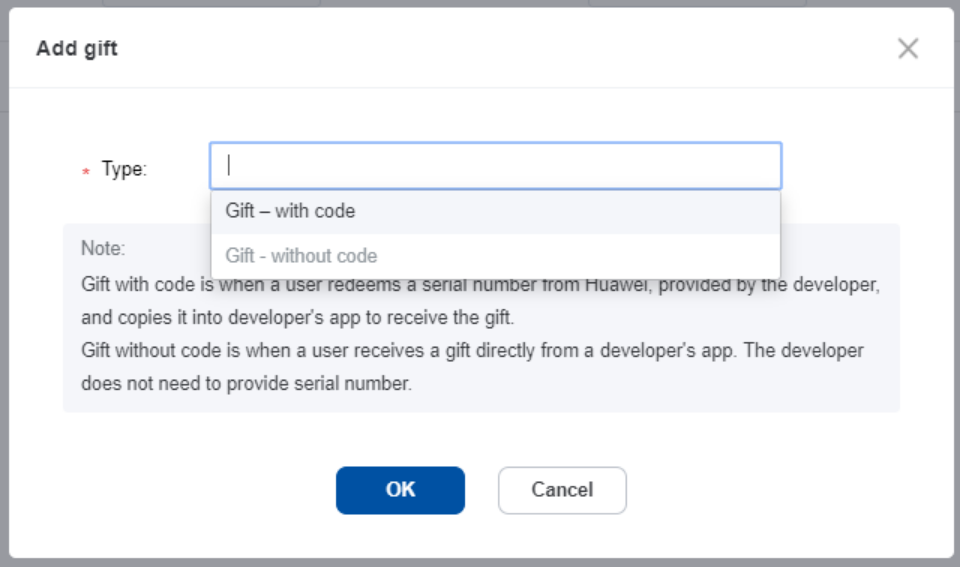 Add gift
* Type:
Gift – with code
Gift - without code
Note:
Gift with code is when a user redeems a serial number from Huawei, provided by the developer,
and copies it into developer's app to receive the gift.
Gift without code is when a user receives a gift directly from a developer's app. The developer
does not need to provide serial number.
OK
Cancel